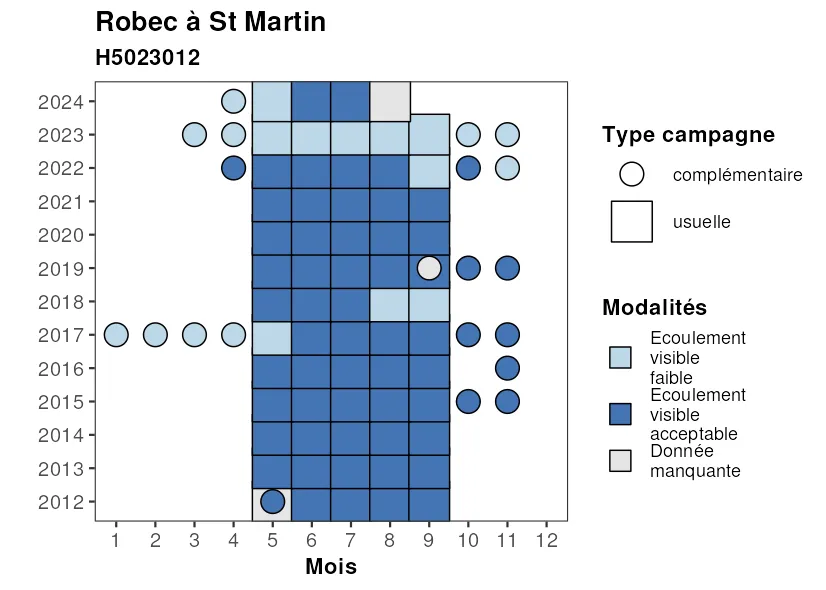 Robec à St Martin
H5023012
2024
2023
2022
2021
2020
2019
2018
2017
2016
2015
2014
2013
2012
1 2 3 4 5 6 7 8 9 10 11 12
Mois
Type campagne
complémentaire
usuelle
Modalités
Ecoulement
visible
faible
Ecoulement
visible
acceptable
Donnée
manquante